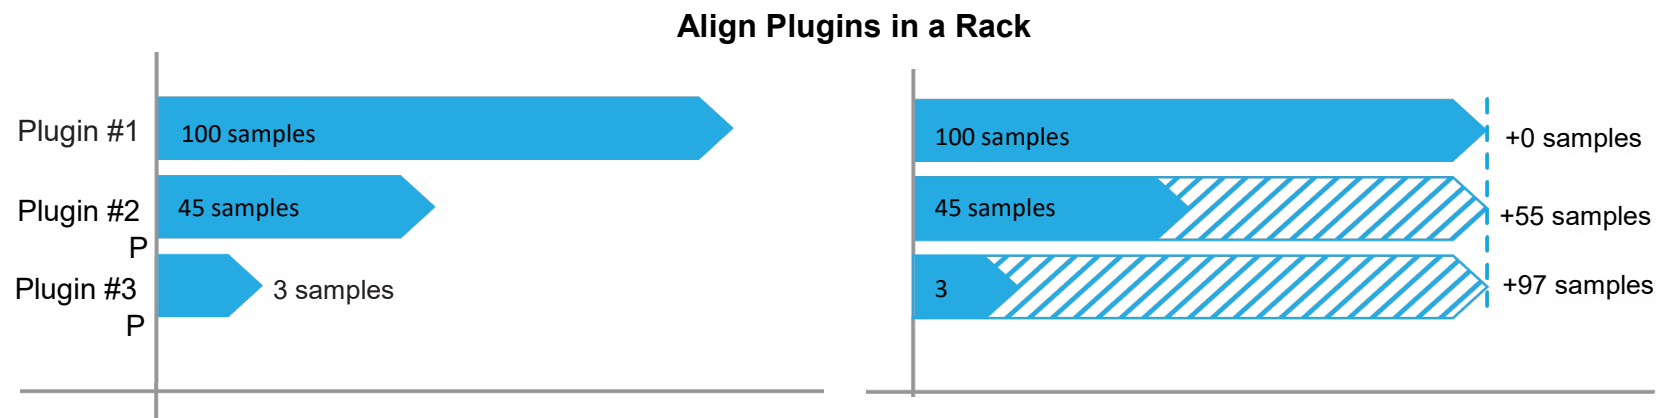 Align Plugins in a Rack
Plugin #1
100 samples
Plugin #2
P
45 samples
Plugin #3
P
3 samples
100 samples
+0 samples
45 samples
+55 samples
3
+97 samples